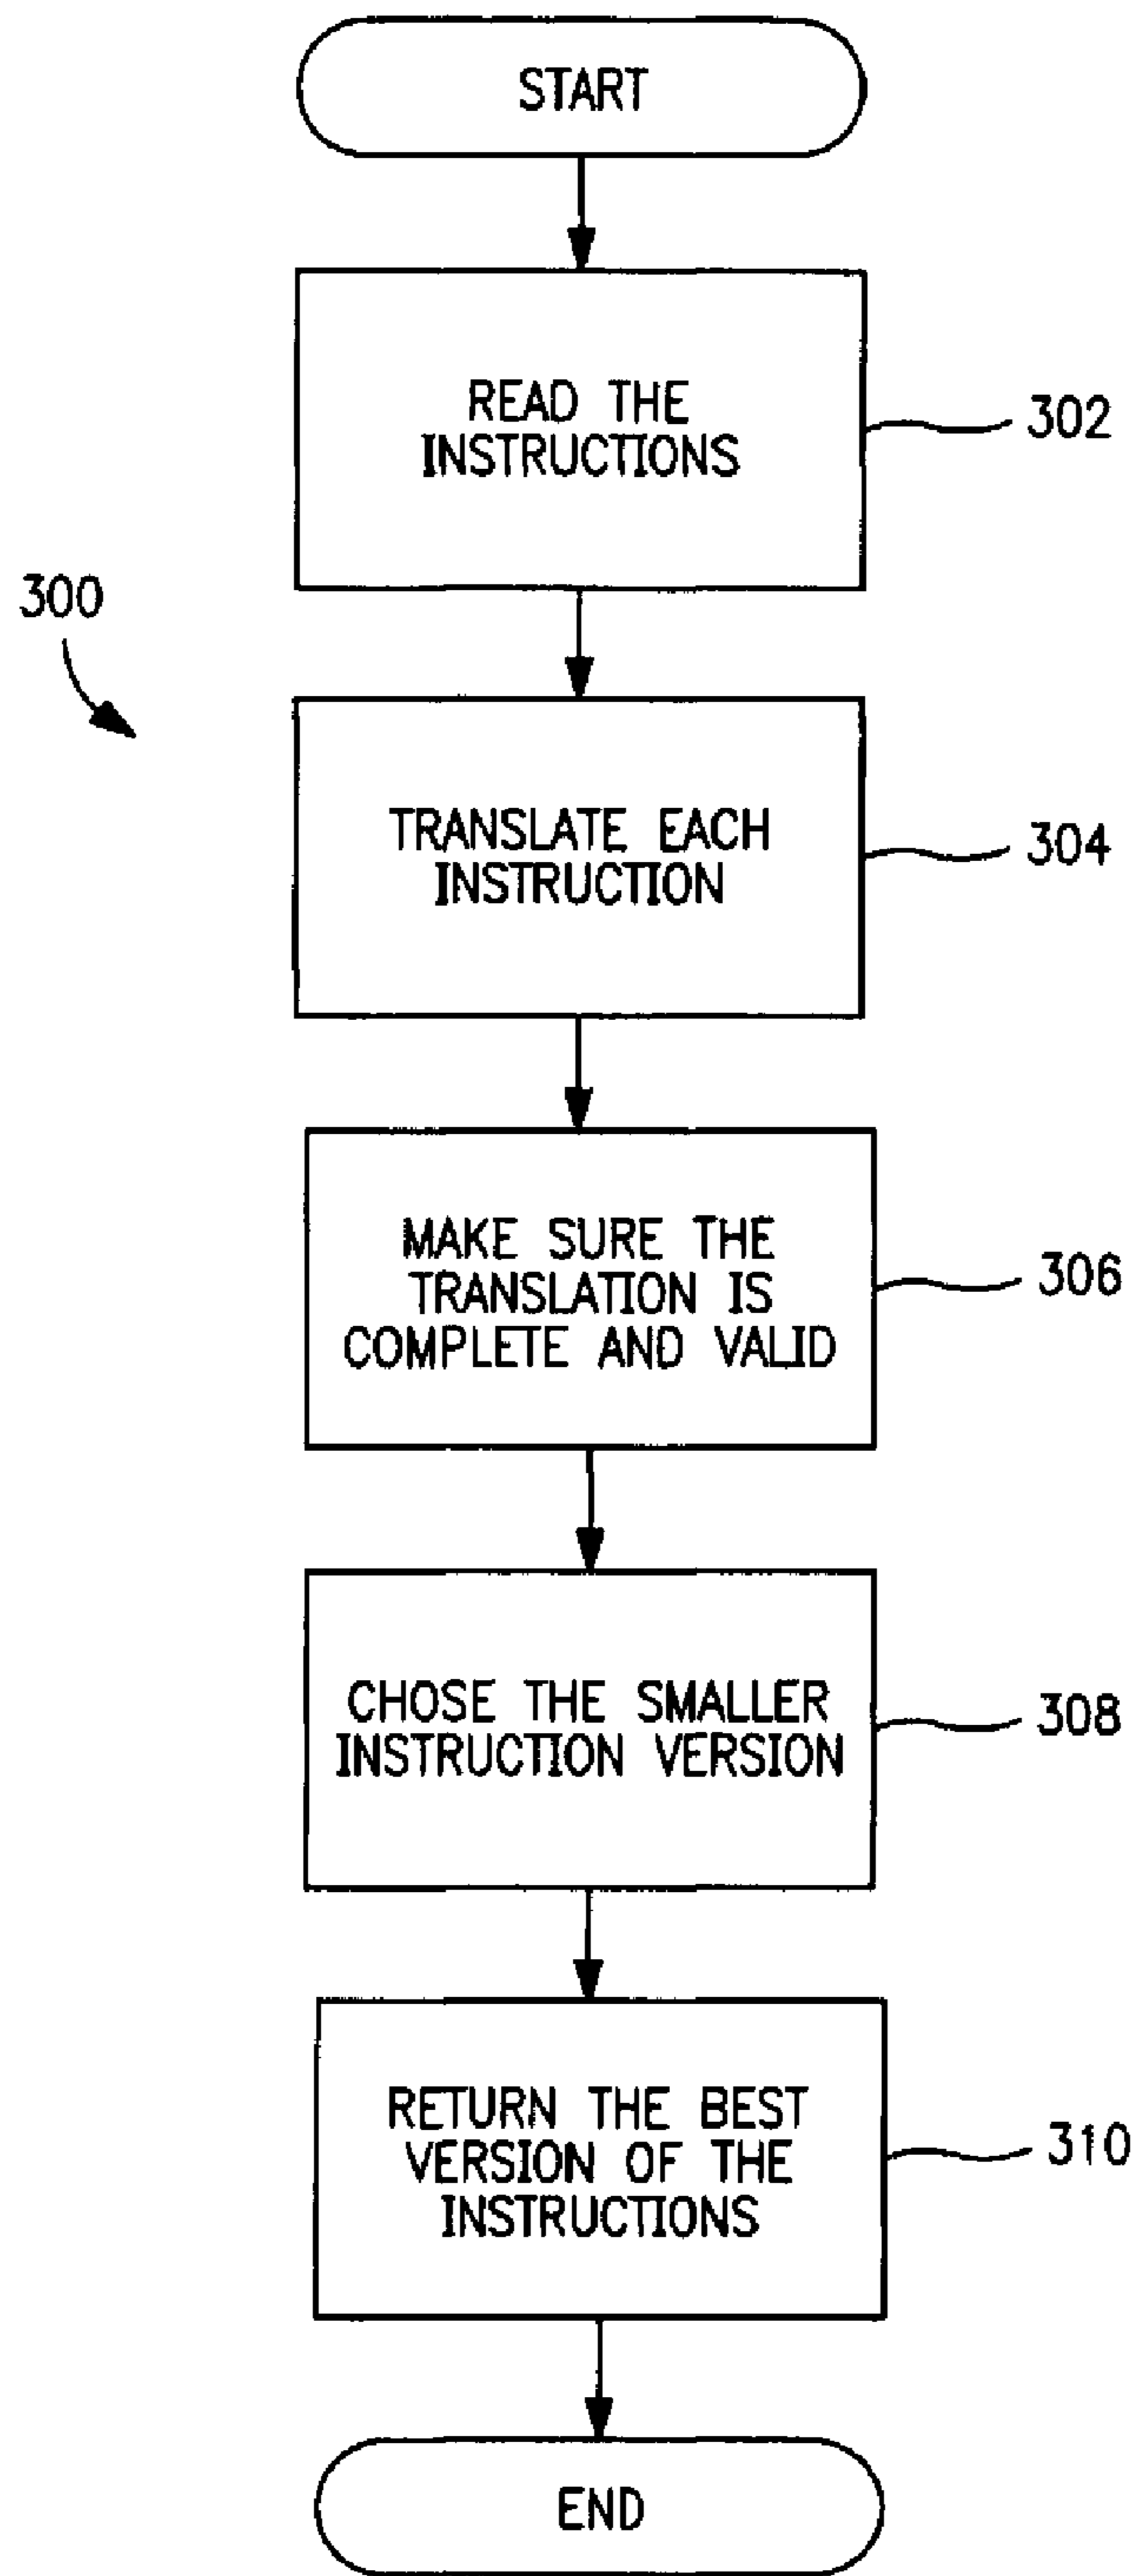 START
READ THE
INSTRUCTIONS
302
300
TRANSLATE EACH
INSTRUCTION
304
MAKE SURE THE
TRANSLATION IS
COMPLETE AND VALID
306
CHOSE THE SMALLER
INSTRUCTION VERSION
308
RETURN THE BEST
VERSION OF THE
INSTRUCTIONS
310
END